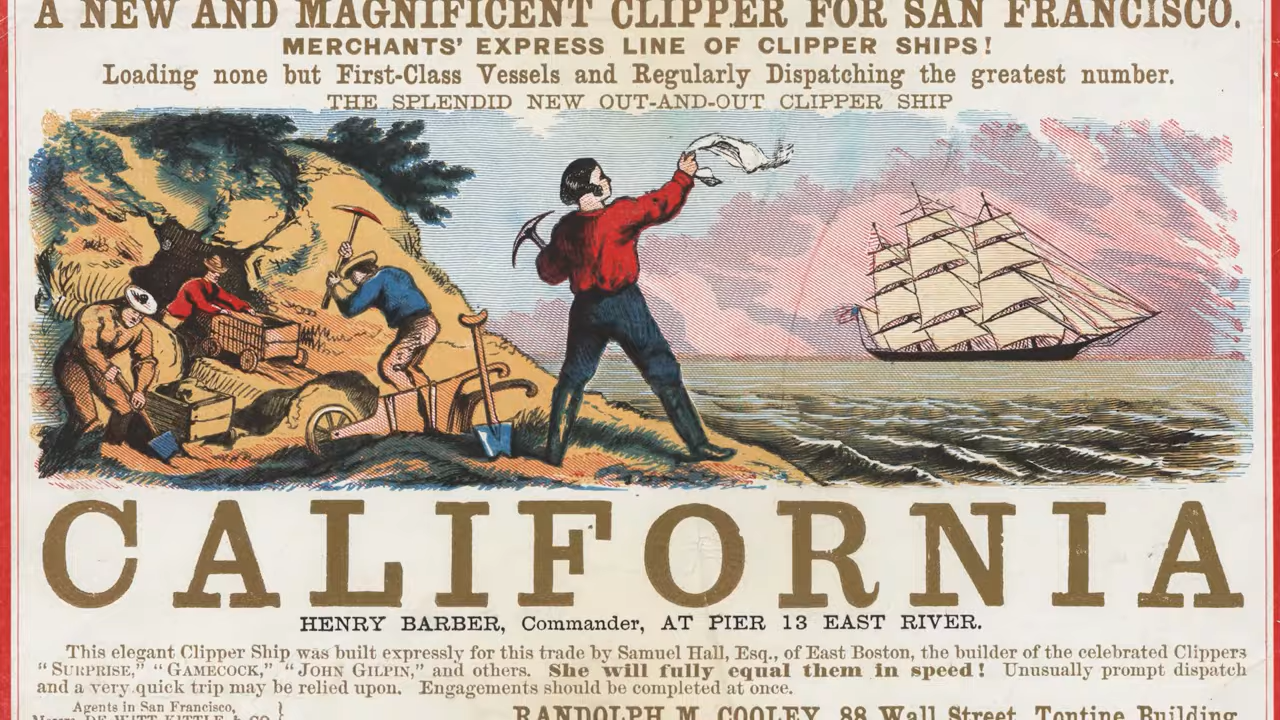 A NEW AND MAGNIFICENT CLIPPER FOR SAN FRANCISCO.
MERCHANTS' EXPRESS LINE OF CLIPPER SHIPS!
Loading none but First-Class Vessels and Regularly Dispatching the greatest number.
THE SPLENDID NEW OUT-AND-OUT CLIPPER SHIP
CALIFORNIA
HENRY BARBER, Commander, AT PIER 13 EAST RIVER.
This elegant Clipper Ship was built expressly for this trade by Samuel Hall, Esq., of East Boston, the builder of the celebrated Clippers
"SURPRISE," "GAMECOCK," "JOHN GILPIN," and others. She will fully equal them in speed! Unusually prompt dispatch
and a very quick trip may be relied upon. Engagements should be completed at once.
Agents in San Francisco,
DE WITT KITTLE & CO.
RANDOLPH M. COOLEY, 88 Wall Street, Tontine Building.